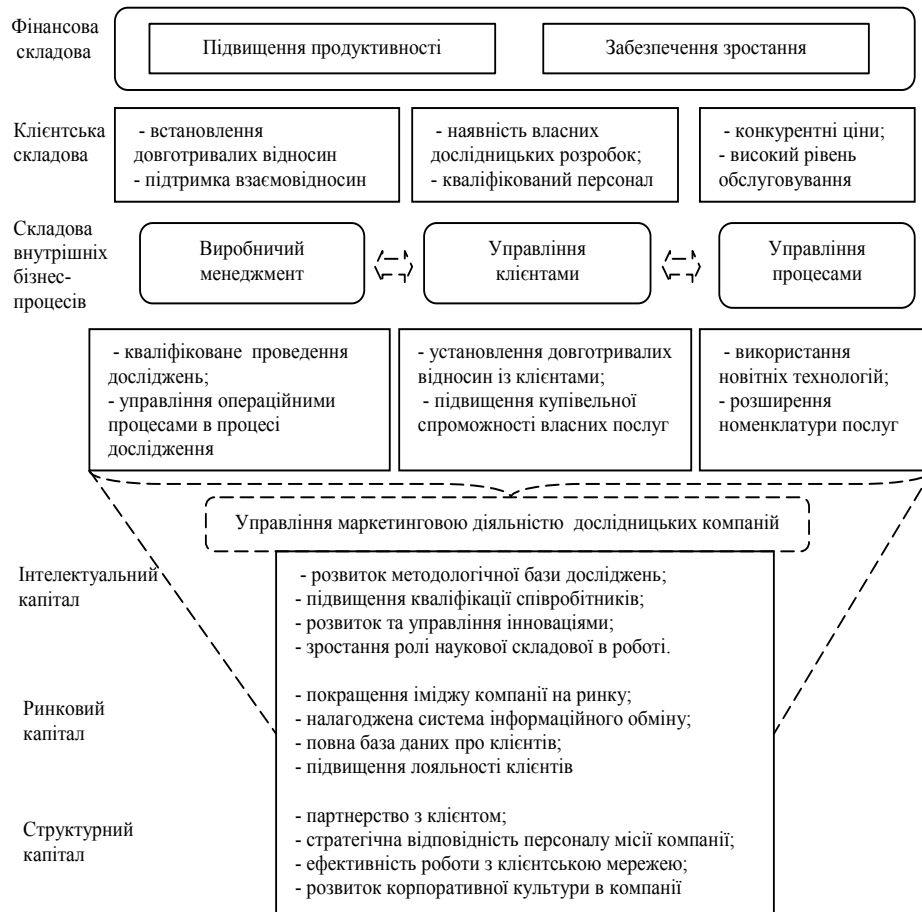 Фінансова
складова
Підвищення продуктивності
Забезпечення зростання
Клієнтська
складова
- встановлення
довготривалих відносин
- підтримка взаємовідносин
- наявність власних
дослідницьких розробок;
- кваліфікований персонал
- конкурентні ціни;
- високий рівень
обслуговування
Складова
внутрішніх
бізнес-
процесів
Виробничий
менеджмент
Управління
клієнтами
Управління
процесами
- кваліфіковане проведення
досліджень;
- управління операційними
процесами в процесі
дослідження
- установлення довготривалих
відносин із клієнтами;
- підвищення купівельної
спроможності власних послуг
- використання
новітніх технологій;
- розширення
номенклатури послуг
Управління маркетинговою діяльністю дослідницьких компаній
Інтелектуальний
капітал
- розвиток методологічної бази досліджень;
- підвищення кваліфікації співробітників;
- розвиток та управління інноваціями;
- зростання ролі наукової складової в роботі.
Ринковий
капітал
- покращення іміджу компанії на ринку;
- налагоджена система інформаційного обміну;
- повна база даних про клієнтів;
- підвищення лояльності клієнтів
Структурний
капітал
- партнерство з клієнтом;
- стратегічна відповідність персоналу місії компанії;
- ефективність роботи з клієнтською мережею;
- розвиток корпоративної культури в компанії